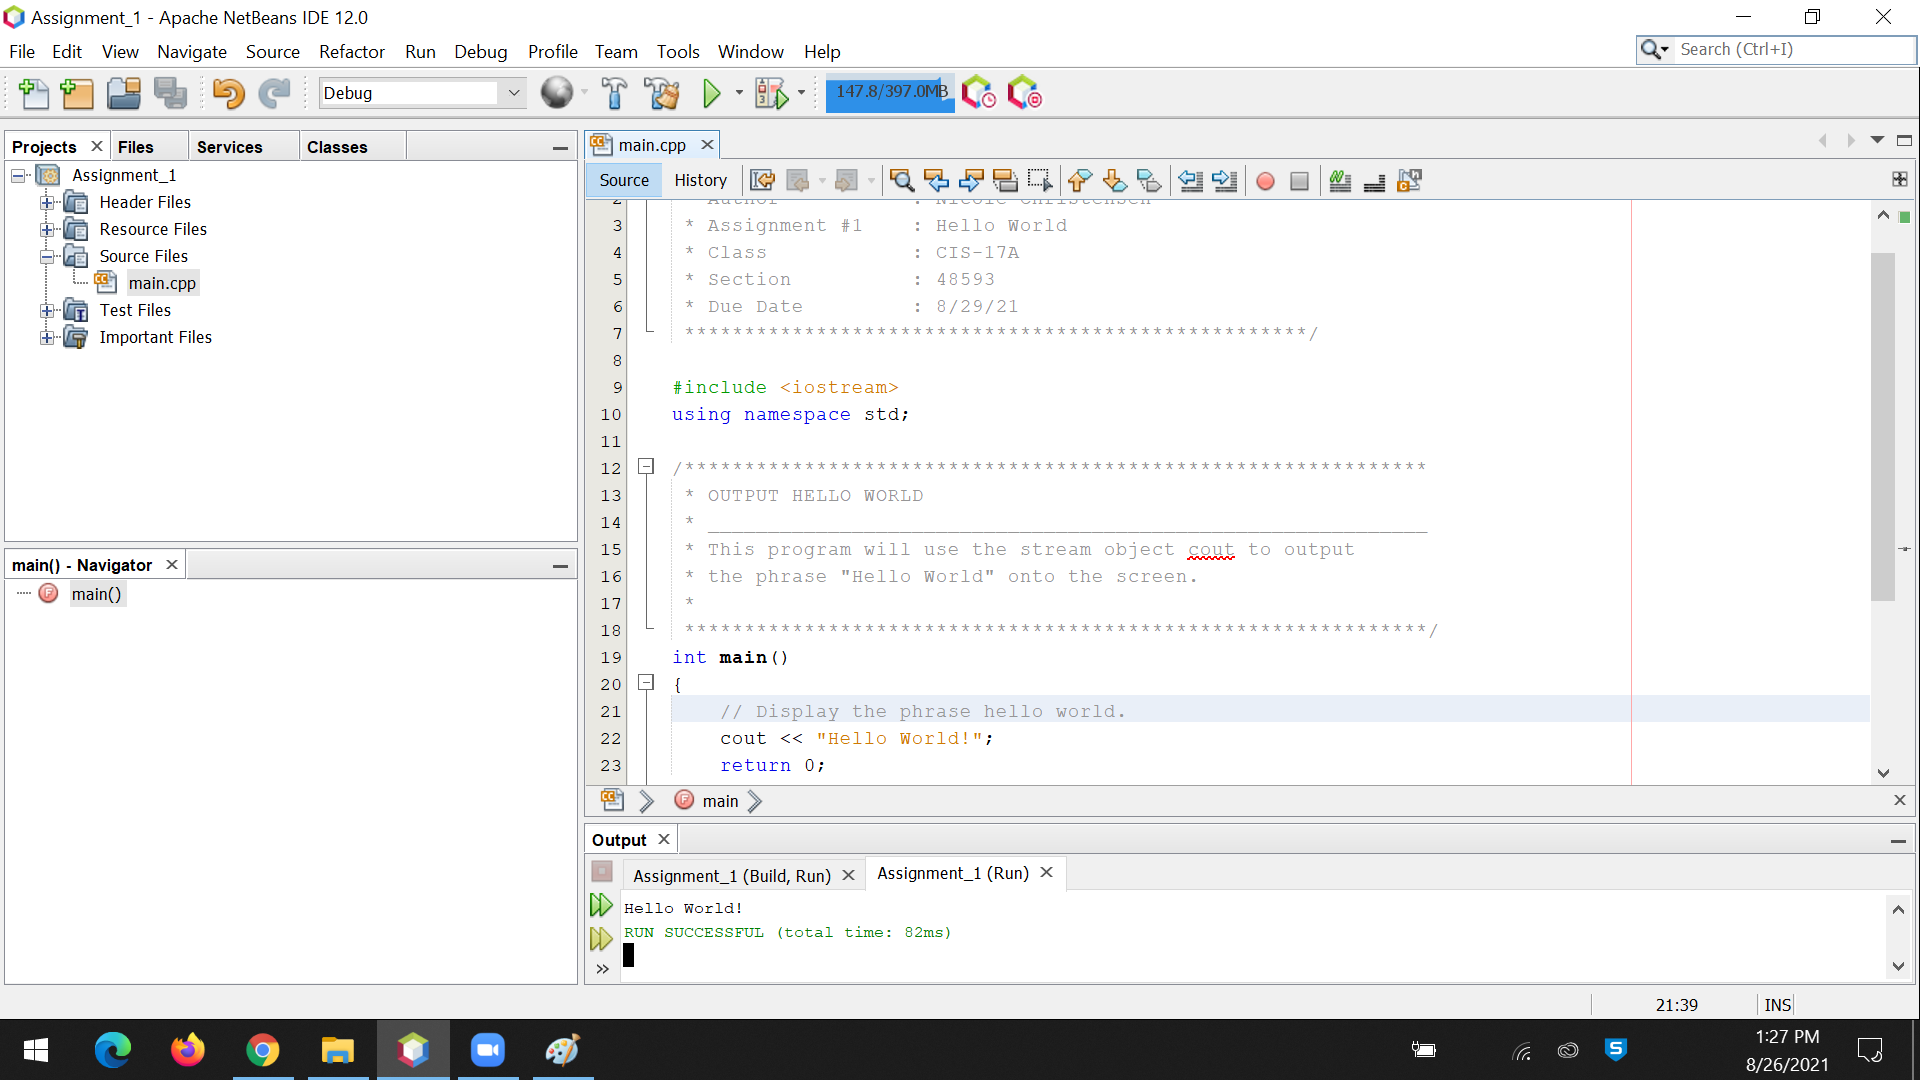 Assignment_1 - Apache NetBeans IDE 12.0
File Edit View Navigate Source Refactor Run Debug Profile Team Tools Window Help
Search (Ctrl+I)
Debug
147.8/397.0MB
Projects Files Services Classes
Assignment_1
Header Files
Resource Files
Source Files
main.cpp
Test Files
Important Files
main() - Navigator
main()
main.cpp
Source History
2 * Author : Nicole Christensen
3 * Assignment #1 : Hello World
4 * Class : CIS-17A
5 * Section : 48593
6 * Due Date : 8/29/21
7 ****************************************************/
8
9 #include <iostream>
10 using namespace std;
11
12 /**************************************************************
13 * OUTPUT HELLO WORLD
14 * ____________________________________________________________
15 * This program will use the stream object cout to output
16 * the phrase "Hello World" onto the screen.
17 *
18 **************************************************************/
19 int main()
20 {
21 // Display the phrase hello world.
22 cout << "Hello World!";
23 return 0;
main
Output
Assignment_1 (Build, Run) Assignment_1 (Run)
Hello World!
RUN SUCCESSFUL (total time: 82ms)
21:39 INS
1:27 PM
8/26/2021